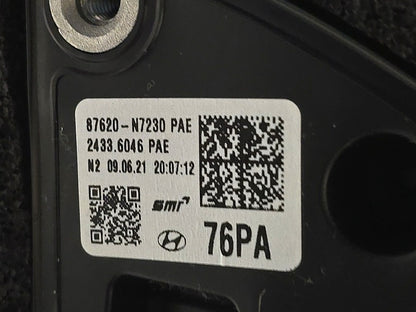 87620-N7230 PAE
2433.6046 PAE
N2 09.06.21 20:07:12
SMR
76PA